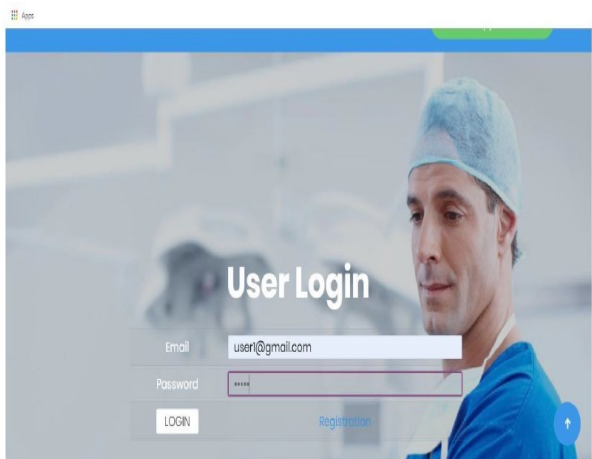 Apps
User Login
Email user1@gmail.com
Password *****
LOGIN Registration